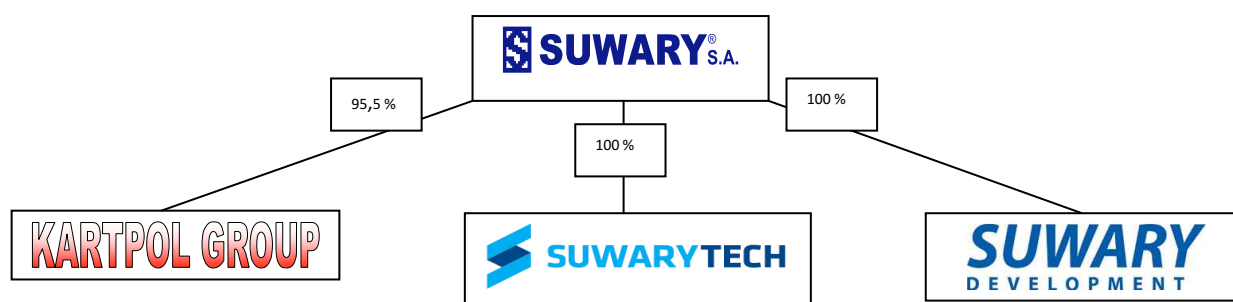 SUWARY® S.A.
95,5 %
100 %
100 %
KARTPOL GROUP
SUWARYTECH
SUWARY
DEVELOPMENT